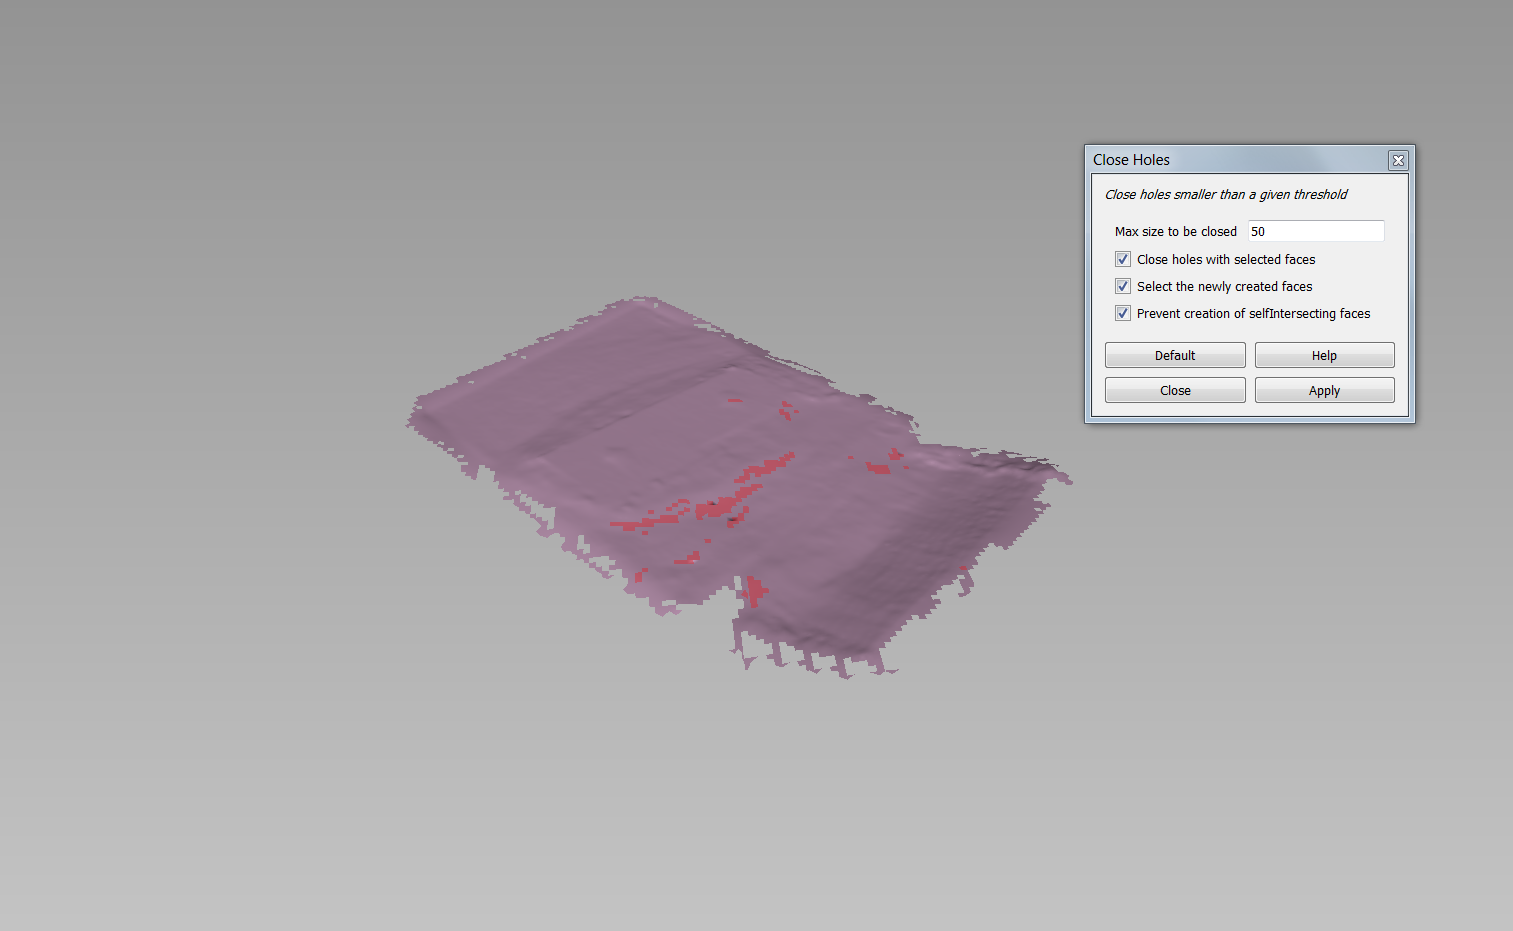 Close Holes
Close holes smaller than a given threshold
Max size to be closed 50
Close holes with selected faces
Select the newly created faces
Prevent creation of selfIntersecting faces
Default Help
Close Apply